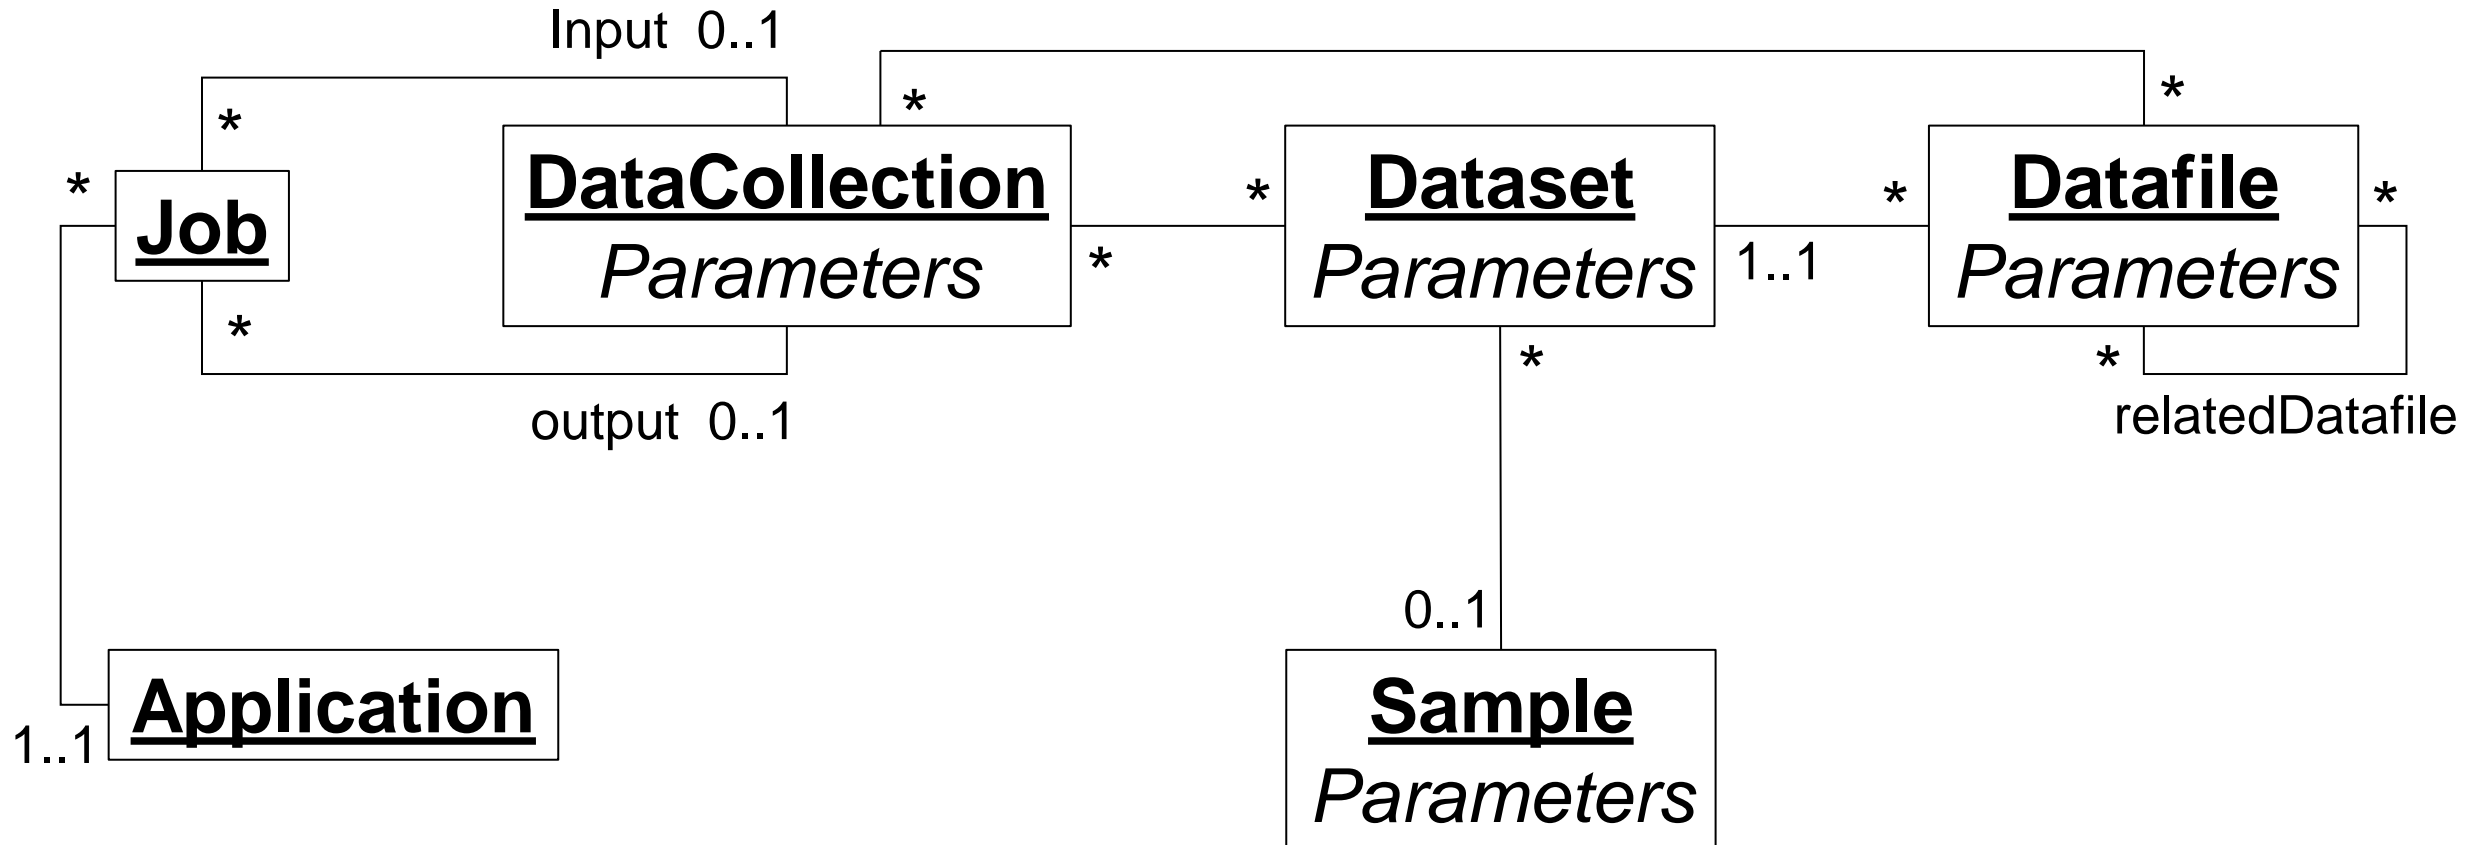 Input 0..1
*
*
*
*
Job
DataCollection
Parameters
*
*
Dataset
Parameters
*
1..1
Datafile
Parameters
*
*
*
*
output 0..1
relatedDatafile
0..1
Application
1..1
Sample
Parameters